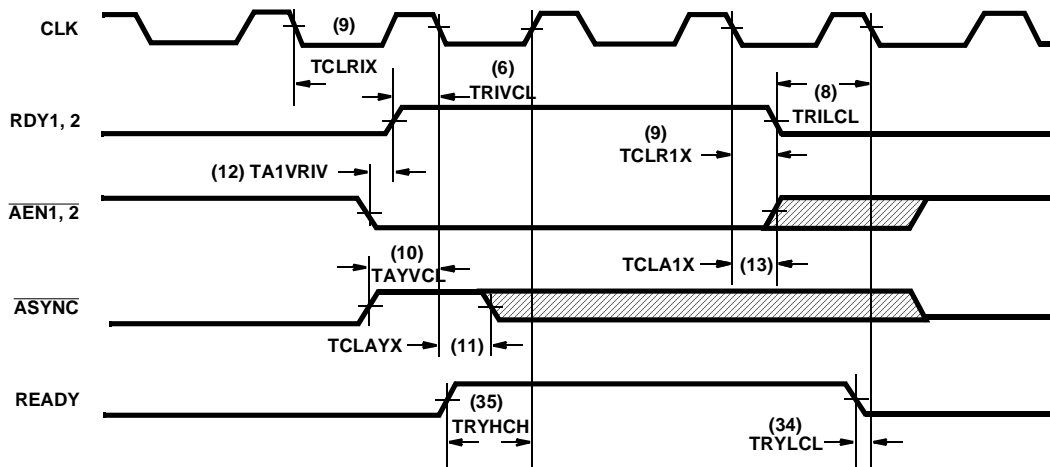 CLK
(9)
TCLRIX
(6)
TRIVCL
(8)
TRILCL
RDY1, 2
(9)
TCLR1X
(12) TA1VRIV
AEN1, 2
(10)
TAYVCL
TCLA1X
(13)
ASYNC
TCLAYX
(11)
READY
(35)
TRYHCH
(34)
TRYLCL